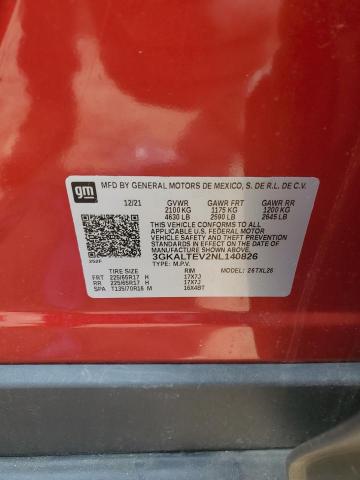 gm
MFD BY GENERAL MOTORS DE MEXICO, S. DE R.L. DE C.V.
12/21 GVWR GAWR FRT GAWR RR
2100 KG 1175 KG 1200 KG
4630 LB 2590 LB 2645 LB
THIS VEHICLE CONFORMS TO ALL
APPLICABLE U.S. FEDERAL MOTOR
VEHICLE SAFETY, BUMPER, AND THEFT
PREVENTION STANDARDS IN EFFECT ON
THE DATE OF MANUFACTURE SHOWN ABOVE.
3GKALTEV2NL140826
TYPE: M.P.V.
TIRE SIZE RIM MODEL: 26TXL26
FRT 225/65R17 H 17X7J
RR 225/65R17 H 17X7J
SPA T135/70R16 M 16X4BT